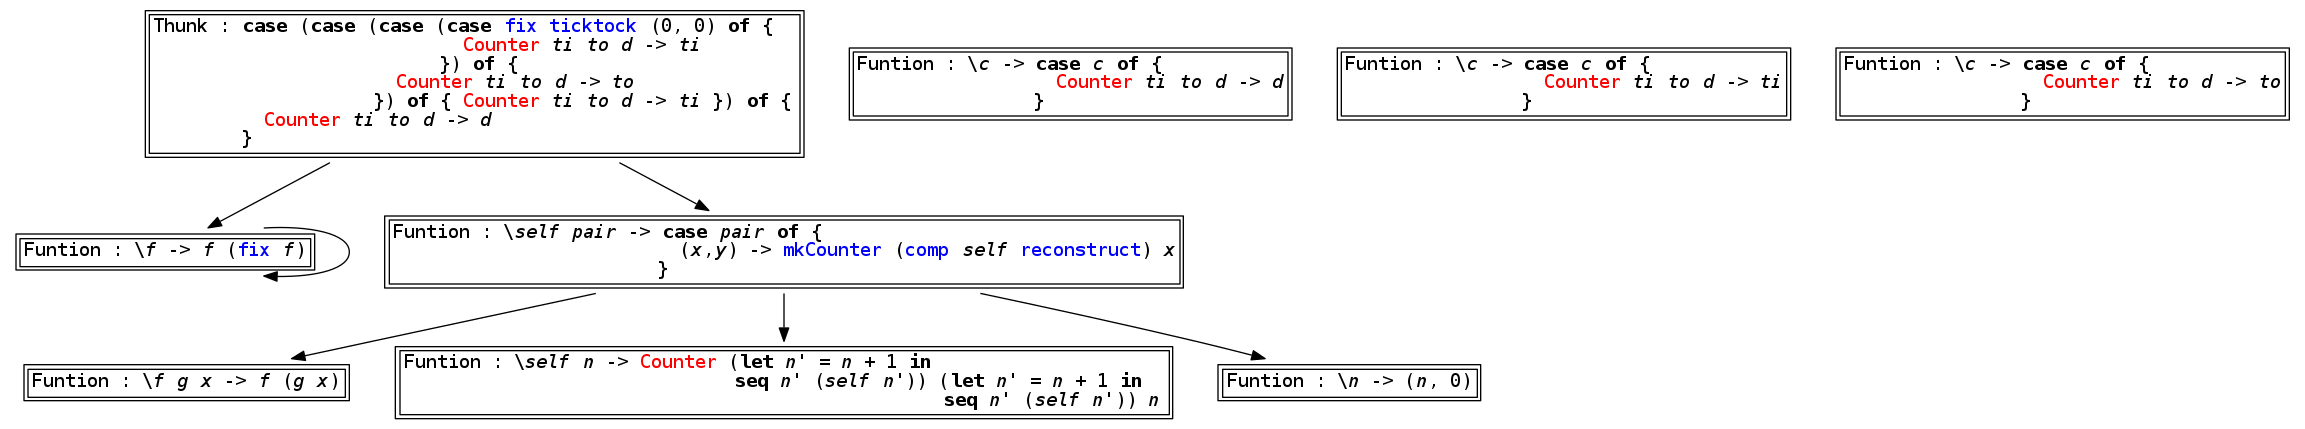 Thunk : case (case (case (case fix ticktock (0, 0) of {
Counter ti to d -> ti
}) of {
Counter ti to d -> to
}) of { Counter ti to d -> ti }) of {
Counter ti to d -> d
}
Funtion : \c -> case c of {
Counter ti to d -> d
}
Funtion : \c -> case c of {
Counter ti to d -> ti
}
Funtion : \c -> case c of {
Counter ti to d -> to
}
Funtion : \f -> f (fix f)
Funtion : \self pair -> case pair of {
(x,y) -> mkCounter (comp self reconstruct) x
}
Funtion : \f g x -> f (g x)
Funtion : \self n -> Counter (let n' = n + 1 in
seq n' (self n')) (let n' = n + 1 in
seq n' (self n')) n
Funtion : \n -> (n, 0)